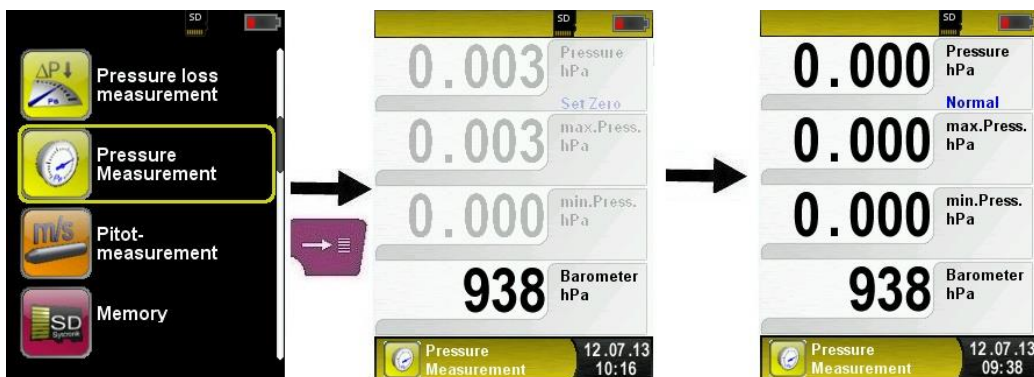 SD
ΔP↓
Pa
Pressure loss
measurement
Pressure
Measurement
m/s
Pitot-
measurement
SD
Systronik
Memory
SD
0.003 Pressure
hPa
Set Zero
0.003 max.Press.
hPa
0.000 min.Press.
hPa
938 Barometer
hPa
Pressure
Measurement
12.07.13
10:16
SD
0.000 Pressure
hPa
Normal
0.000 max.Press.
hPa
0.000 min.Press.
hPa
938 Barometer
hPa
Pressure
Measurement
12.07.13
09:38